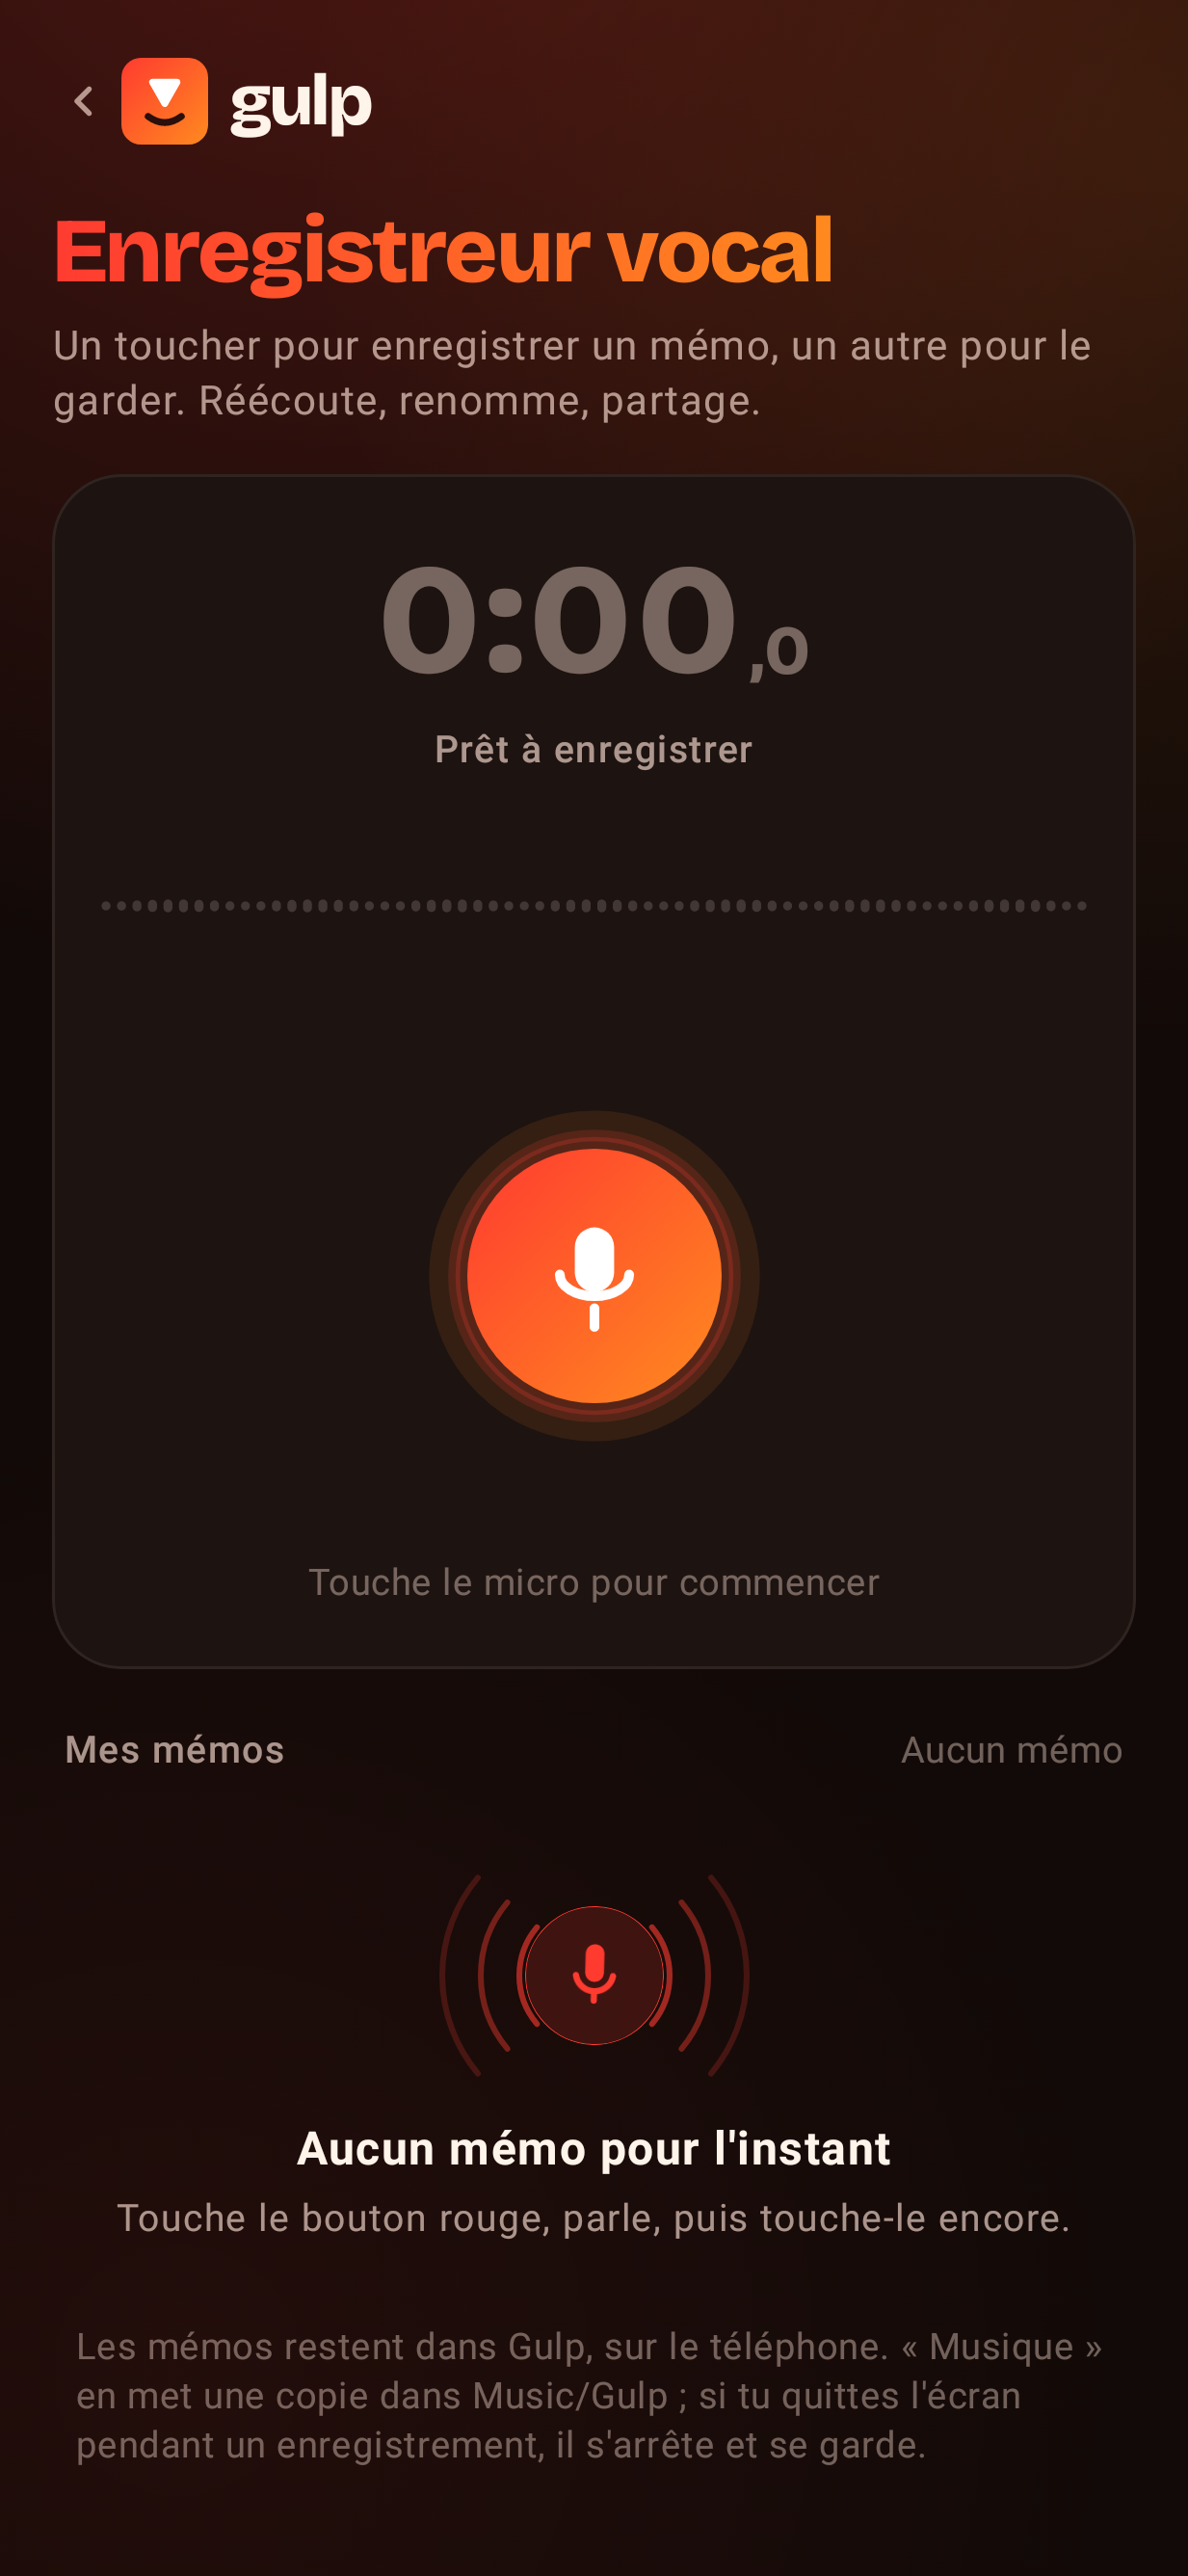 gulp
Enregistreur vocal
Un toucher pour enregistrer un mémo, un autre pour le
garder. Réécoute, renomme, partage.
0:00,0
Prêt à enregistrer
Touche le micro pour commencer
Mes mémos
Aucun mémo
Aucun mémo pour l'instant
Touche le bouton rouge, parle, puis touche-le encore.
Les mémos restent dans Gulp, sur le téléphone. « Musique »
en met une copie dans Music/Gulp ; si tu quittes l'écran
pendant un enregistrement, il s'arrête et se garde.